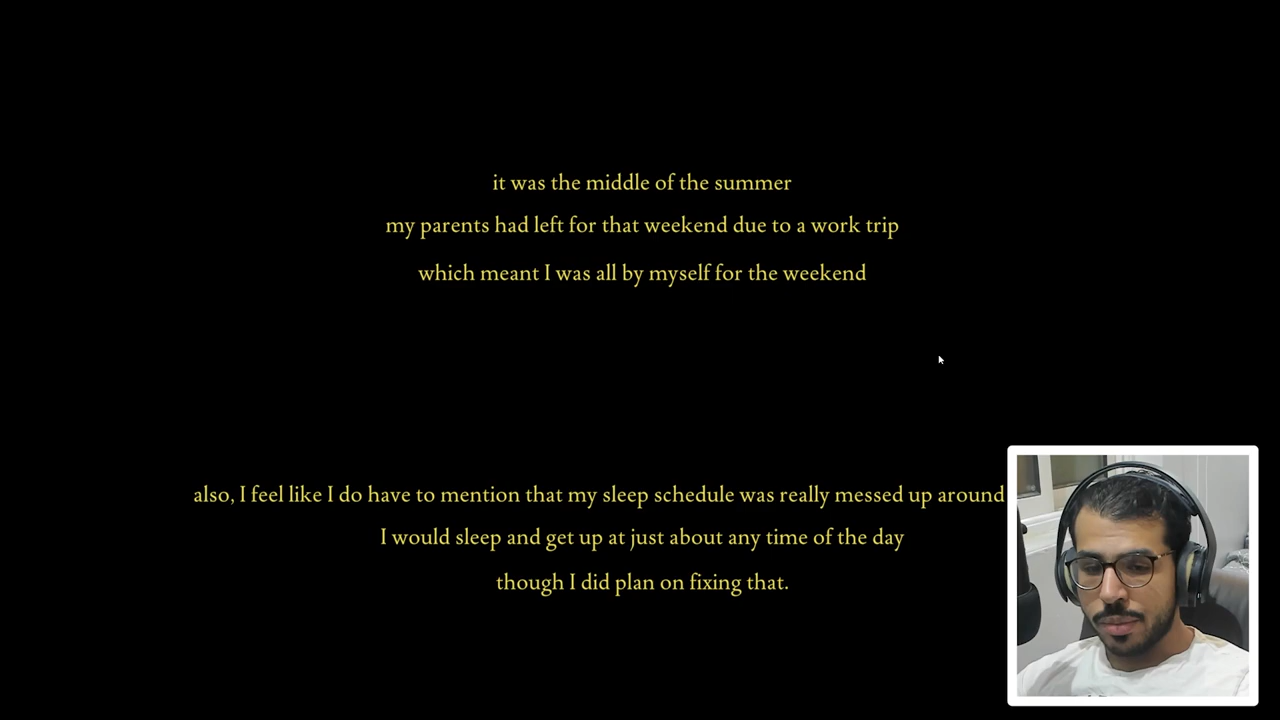 it was the middle of the summer
my parents had left for that weekend due to a work trip
which meant I was all by myself for the weekend
also, I feel like I do have to mention that my sleep schedule was really messed up around
I would sleep and get up at just about any time of the day
though I did plan on fixing that.